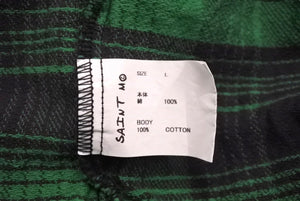 SAINT M©
SIZE L
本体
綿 100%
BODY
100% COTTON